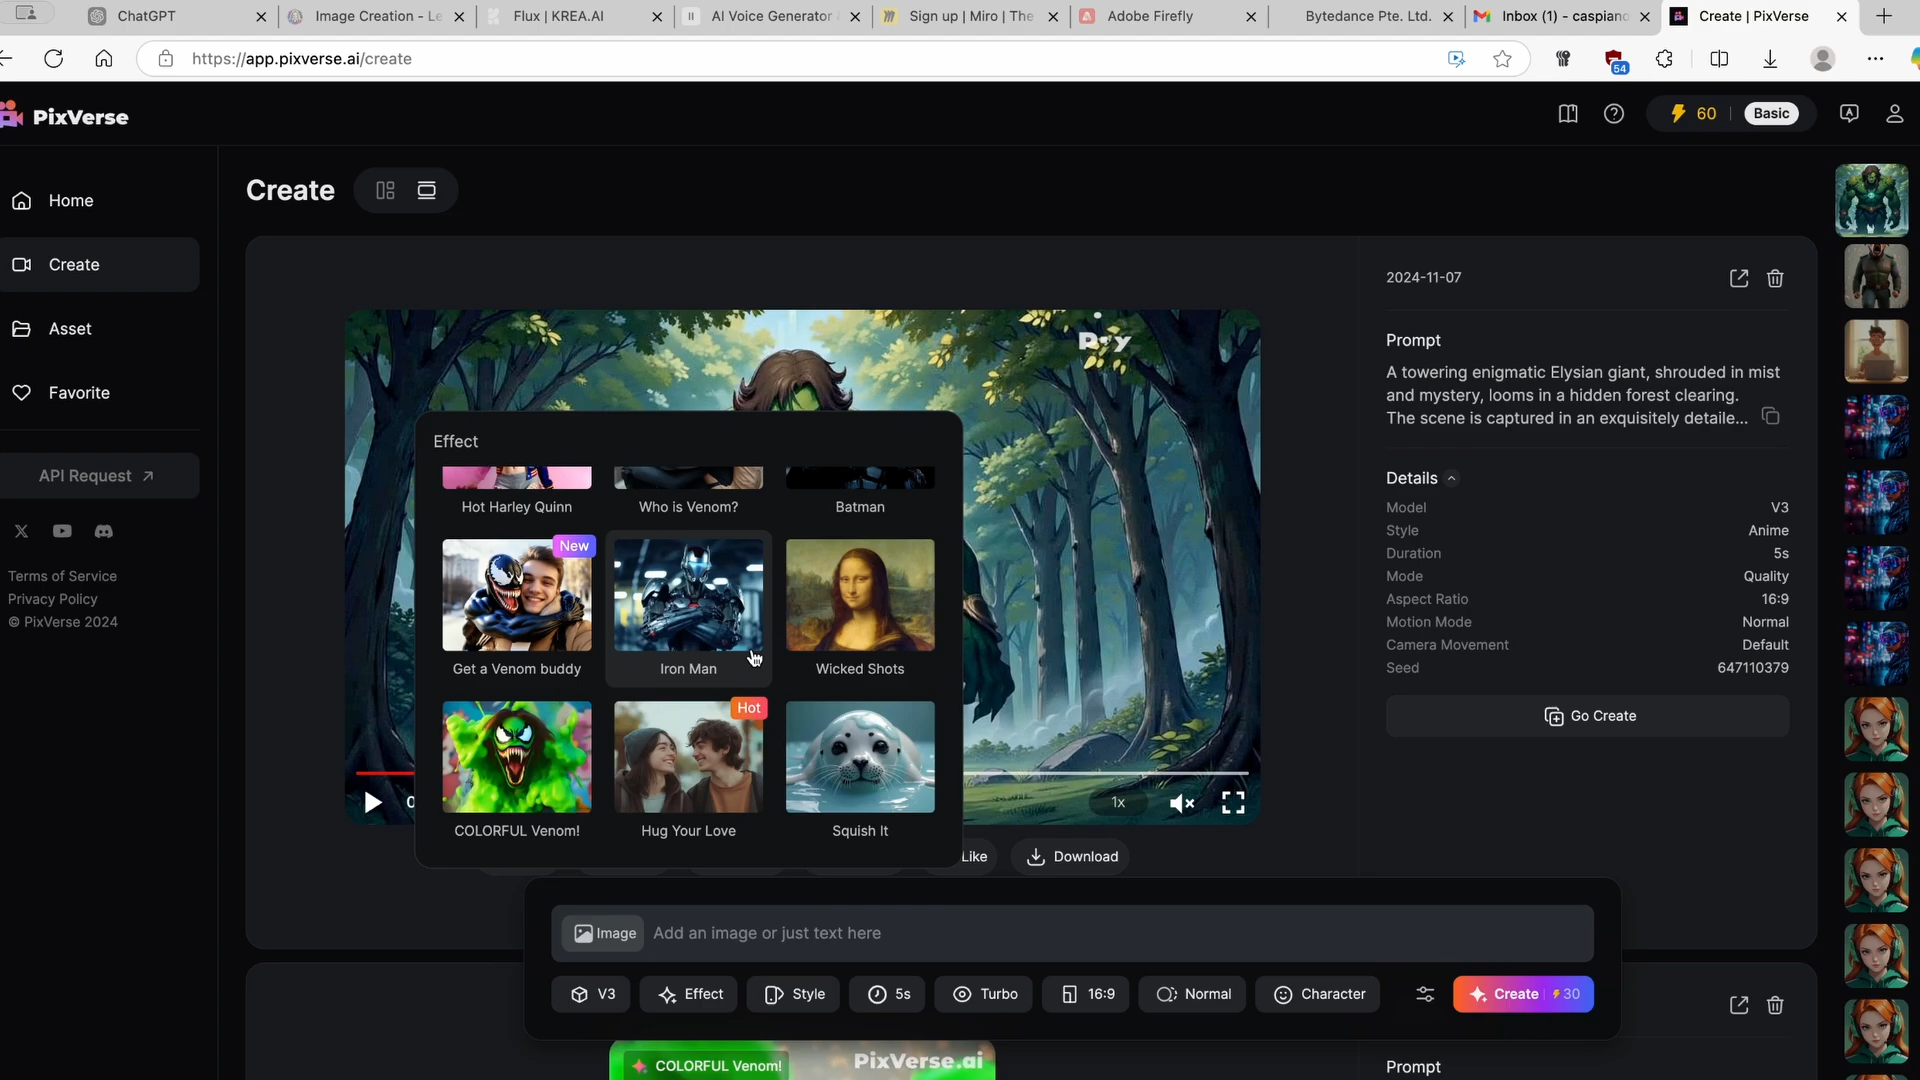 ChatGPT
Image Creation - Le
Flux | KREA.AI
AI Voice Generator
Sign up | Miro | The
Adobe Firefly
Bytedance Pte. Ltd.
Inbox (1) - caspian
Create | PixVerse
https://app.pixverse.ai/create
54
PixVerse
60
Basic
Home
Create
Asset
Favorite
API Request
Terms of Service
Privacy Policy
© PixVerse 2024
Create
2024-11-07
Prompt
A towering enigmatic Elysian giant, shrouded in mist
and mystery, looms in a hidden forest clearing.
The scene is captured in an exquisitely detaile...
Details
Model V3
Style Anime
Duration 5s
Mode Quality
Aspect Ratio 16:9
Motion Mode Normal
Camera Movement Default
Seed 647110379
Go Create
Effect
Hot Harley Quinn
Who is Venom?
Batman
New
Get a Venom buddy
Iron Man
Wicked Shots
Hot
COLORFUL Venom!
Hug Your Love
Squish It
1x
Like
Download
Image
Add an image or just text here
V3
Effect
Style
5s
Turbo
16:9
Normal
Character
Create 30
COLORFUL Venom!
PixVerse.ai
Prompt